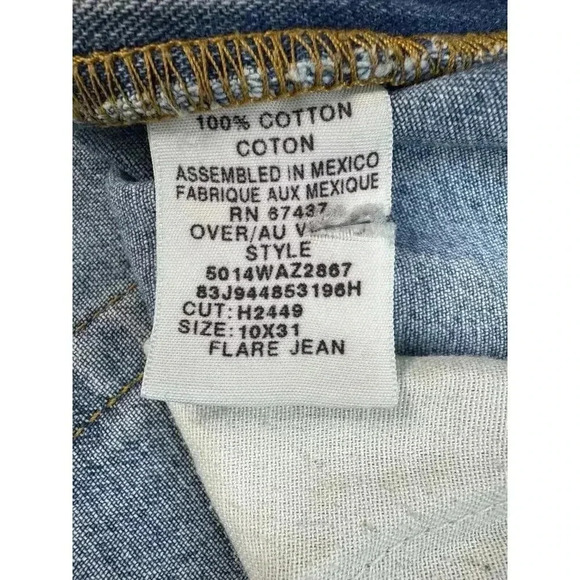 100% COTTON
COTON
ASSEMBLED IN MEXICO
FABRIQUE AUX MEXIQUE
RN 67437
OVER/AU
STYLE
5014WAZ2867
83J944853196H
CUT: H2449
SIZE: 10X31
FLARE JEAN